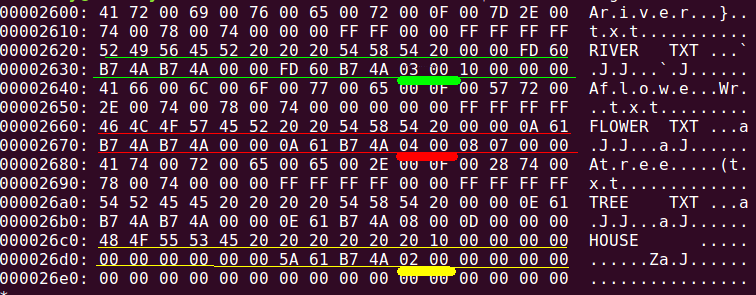 00002600: 41 72 00 69 00 76 00 65 00 72 00 0F 00 7D 2E 00 Ar.i.v.e.r...}..
00002610: 74 00 78 00 74 00 00 00 FF FF 00 00 FF FF FF FF t.x.t...........
00002620: 52 49 56 45 52 20 20 20 54 58 54 20 00 00 FD 60 RIVER   TXT ...`
00002630: B7 4A B7 4A 00 00 FD 60 B7 4A 03 00 10 00 00 00 .J.J...`.J......
00002640: 41 66 00 6C 00 6F 00 77 00 65 00 0F 00 57 72 00 Af.l.o.w.e...Wr.
00002650: 2E 00 74 00 78 00 74 00 00 00 00 00 FF FF FF FF ..t.x.t.........
00002660: 46 4C 4F 57 45 52 20 20 54 58 54 20 00 00 0A 61 FLOWER  TXT ...a
00002670: B7 4A B7 4A 00 00 0A 61 B7 4A 04 00 08 07 00 00 .J.J...a.J......
00002680: 41 74 00 72 00 65 00 65 00 2E 00 0F 00 28 74 00 At.r.e.e.....(t.
00002690: 78 00 74 00 00 00 FF FF FF FF 00 00 FF FF FF FF x.t.............
000026a0: 54 52 45 45 20 20 20 20 54 58 54 20 00 00 0E 61 TREE    TXT ...a
000026b0: B7 4A B7 4A 00 00 0E 61 B7 4A 08 00 0D 00 00 00 .J.J...a.J......
000026c0: 48 4F 55 53 45 20 20 20 20 20 20 10 00 00 00 00 HOUSE      .....
000026d0: 00 00 00 00 00 00 5A 61 B7 4A 02 00 00 00 00 00 ......Za.J......
000026e0: 00 00 00 00 00 00 00 00 00 00 00 00 00 00 00 00 ................
*